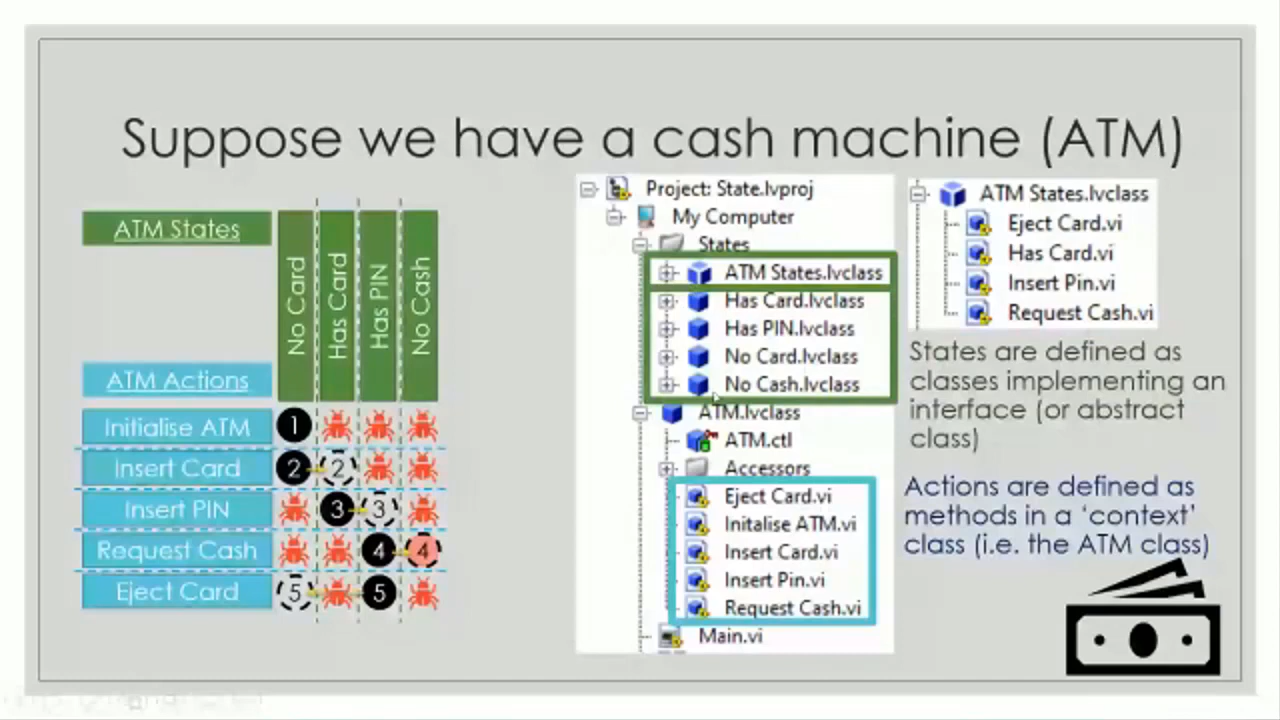 Suppose we have a cash machine (ATM)
ATM States
No Card
Has Card
Has PIN
No Cash
ATM Actions
Initialise ATM
1
Insert Card
2 2
Insert PIN
3 3
Request Cash
4 4
Eject Card
5 5
Project: State.lvproj
My Computer
States
ATM States.lvclass
Has Card.lvclass
Has PIN.lvclass
No Card.lvclass
No Cash.lvclass
ATM.lvclass
ATM.ctl
Accessors
Eject Card.vi
Initalise ATM.vi
Insert Card.vi
Insert Pin.vi
Request Cash.vi
Main.vi
ATM States.lvclass
Eject Card.vi
Has Card.vi
Insert Pin.vi
Request Cash.vi
States are defined as
classes implementing an
interface (or abstract
class)
Actions are defined as
methods in a ‘context’
class (i.e. the ATM class)